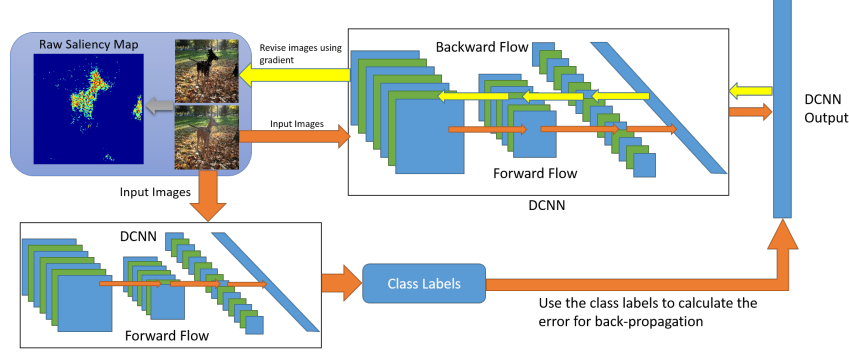 Raw Saliency Map
Revise images using
gradient
Backward Flow
DCNN
Output
Input Images
Forward Flow
DCNN
Input Images
DCNN
Class Labels
Use the class labels to calculate the
error for back-propagation
Forward Flow